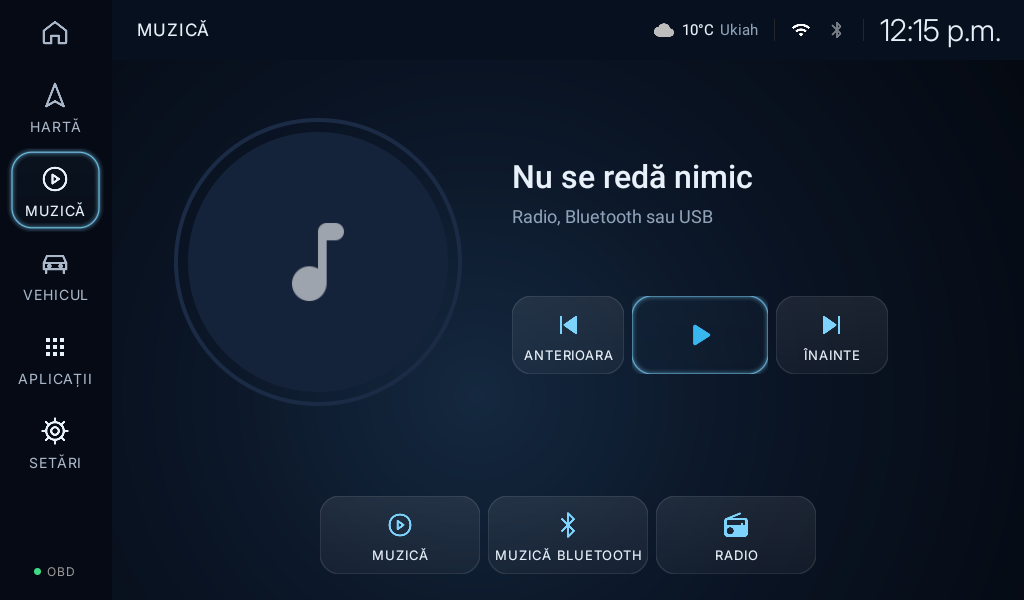 MUZICĂ
10°C Ukiah
12:15 p.m.
HARTĂ
MUZICĂ
VEHICUL
APLICAȚII
SETĂRI
OBD
Nu se redă nimic
Radio, Bluetooth sau USB
ANTERIOARA
ÎNAINTE
MUZICĂ
MUZICĂ BLUETOOTH
RADIO